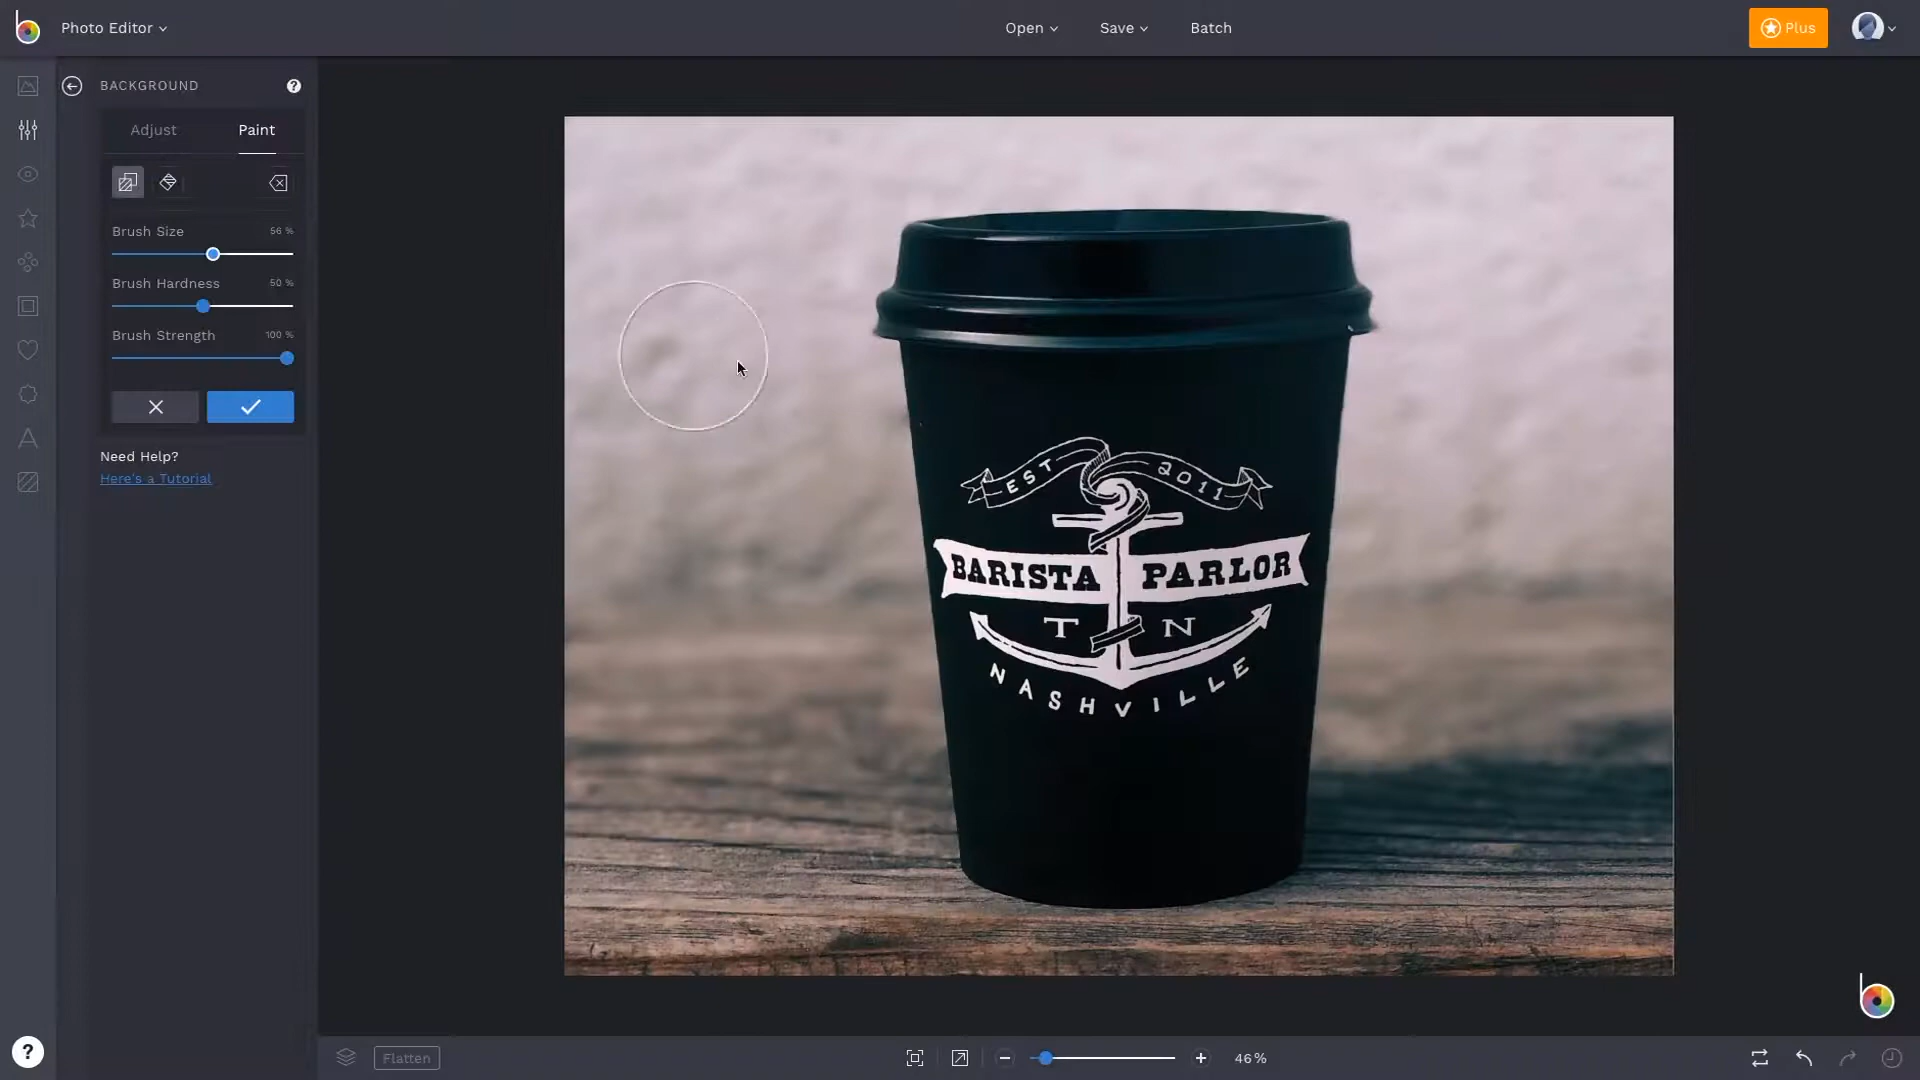 Photo Editor
Open
Save
Batch
Plus
BACKGROUND
?
Adjust
Paint
Brush Size
56 %
Brush Hardness
50 %
Brush Strength
100 %
Need Help?
Here's a Tutorial
EST 2011
BARISTA PARLOR
T N
NASHVILLE
?
Flatten
46%